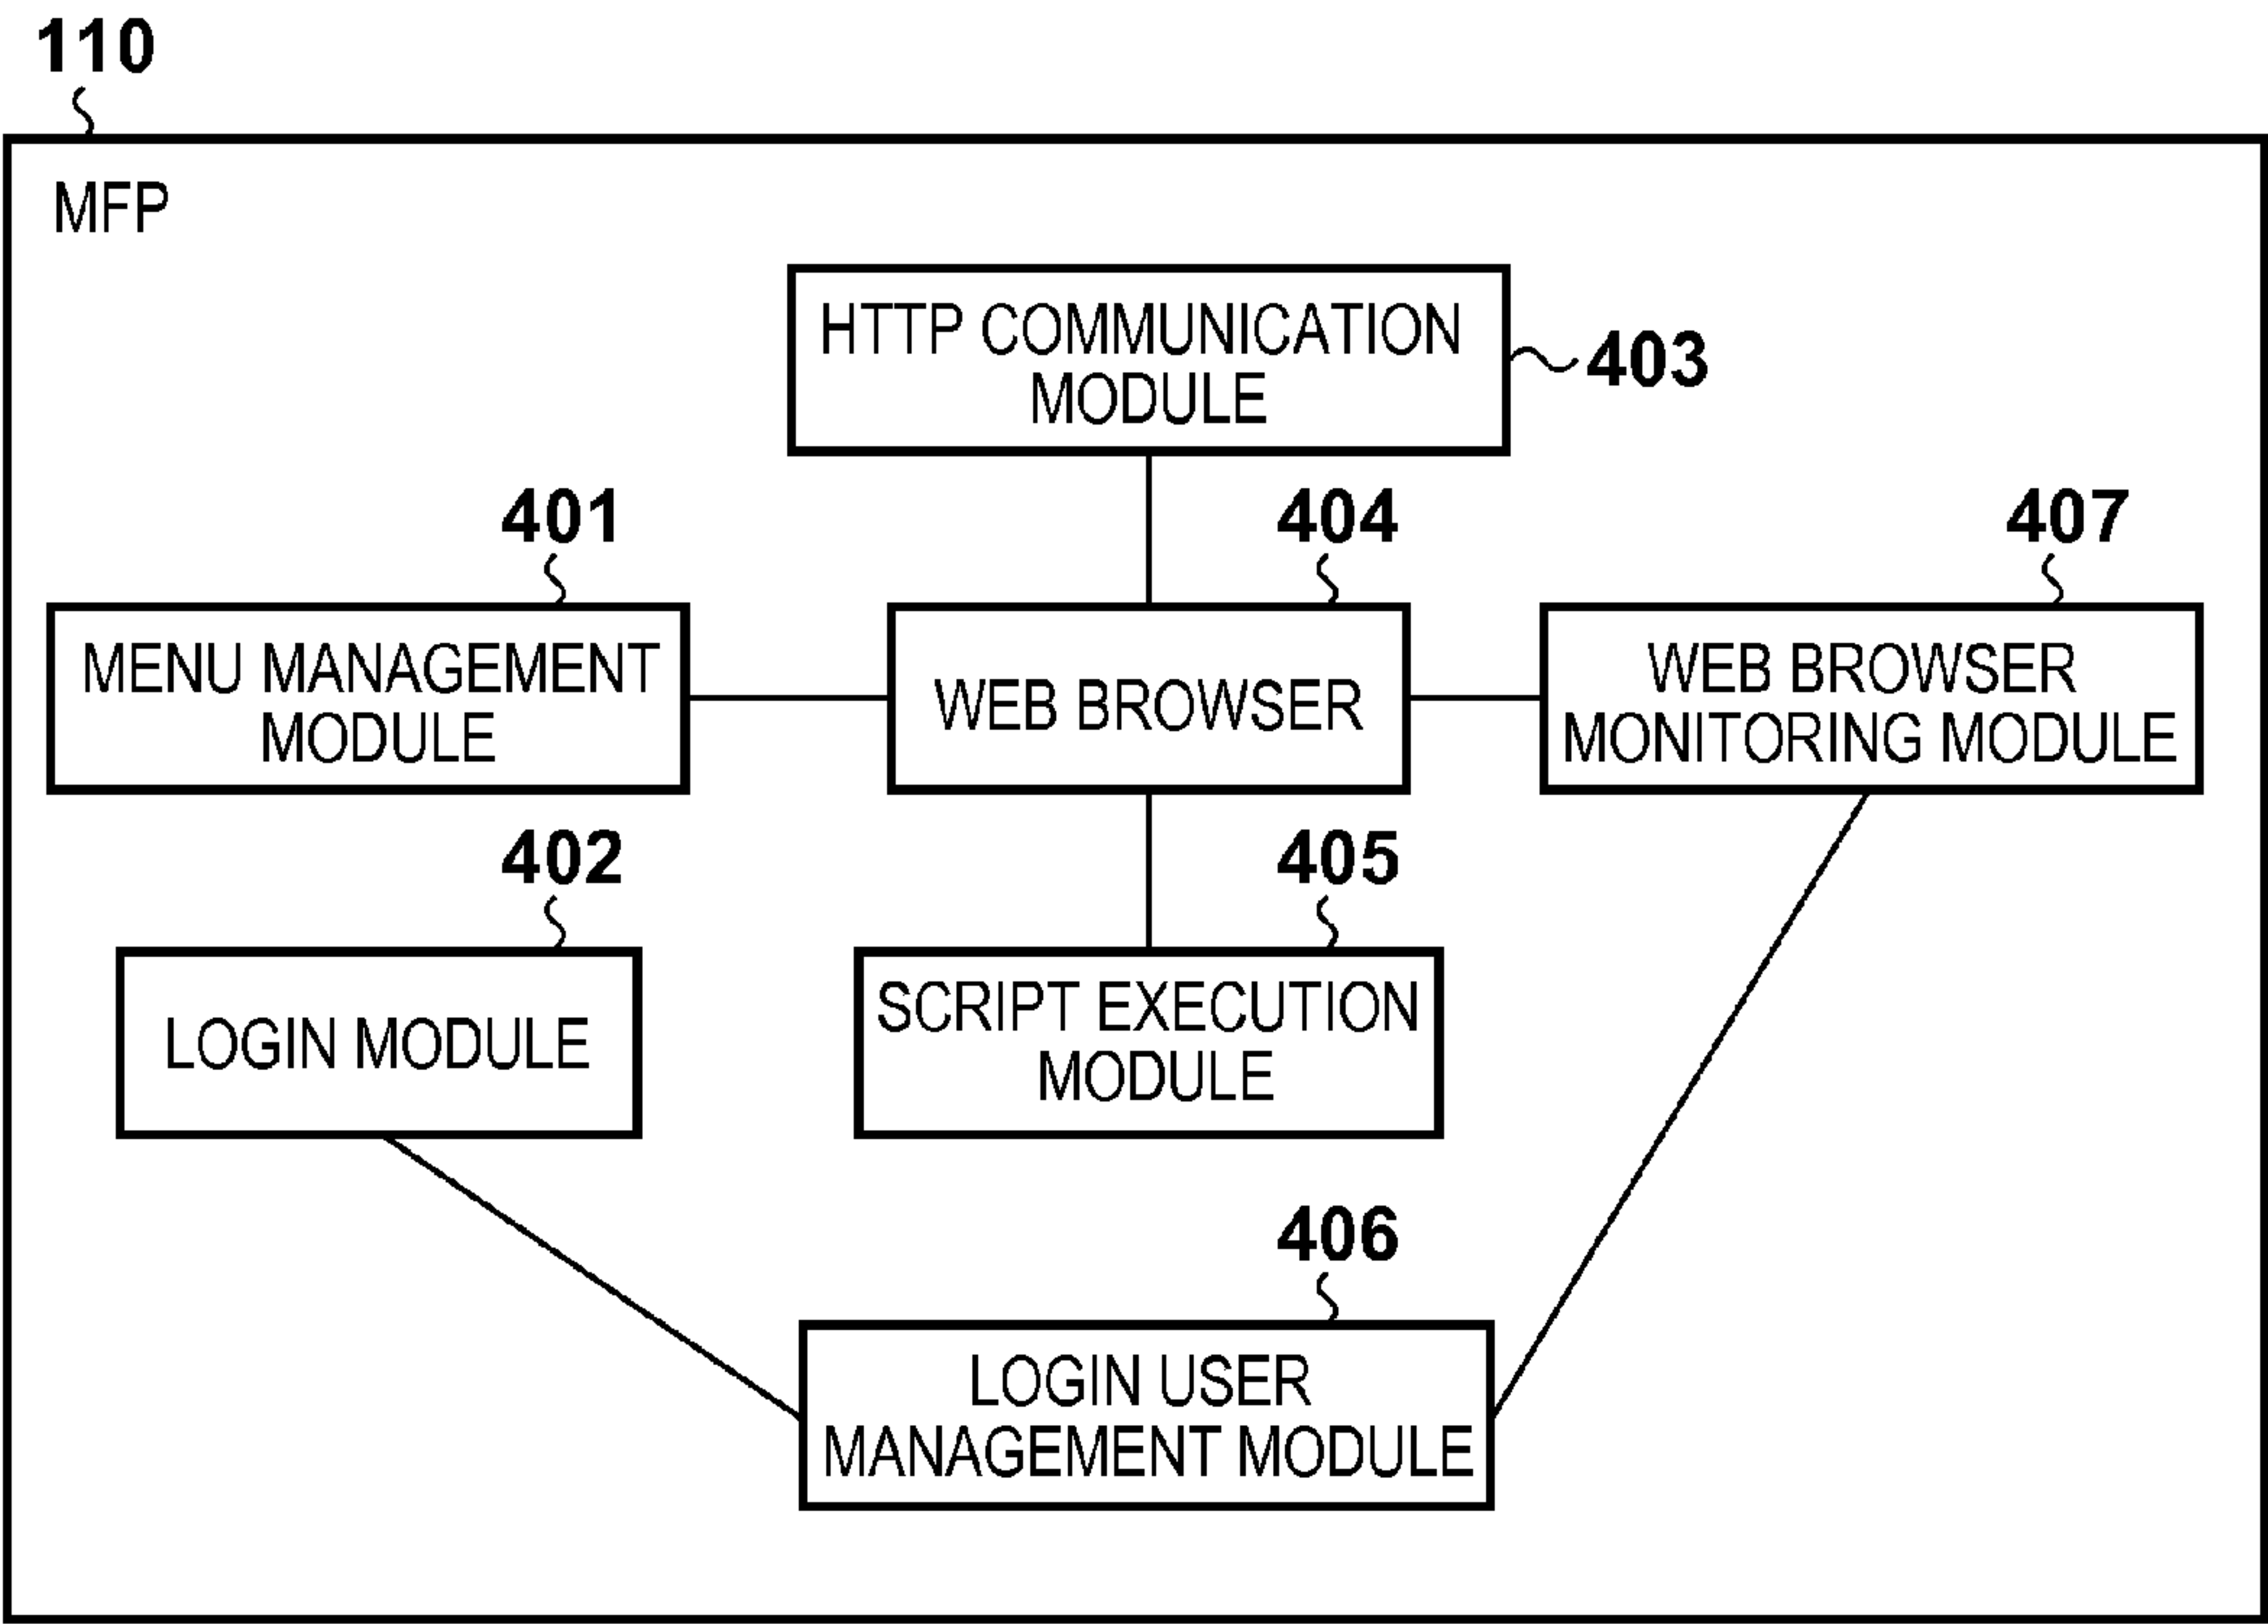 110
MFP
HTTP COMMUNICATION
MODULE
403
401
404
407
MENU MANAGEMENT
MODULE
WEB BROWSER
WEB BROWSER
MONITORING MODULE
402
405
LOGIN MODULE
SCRIPT EXECUTION
MODULE
406
LOGIN USER
MANAGEMENT MODULE